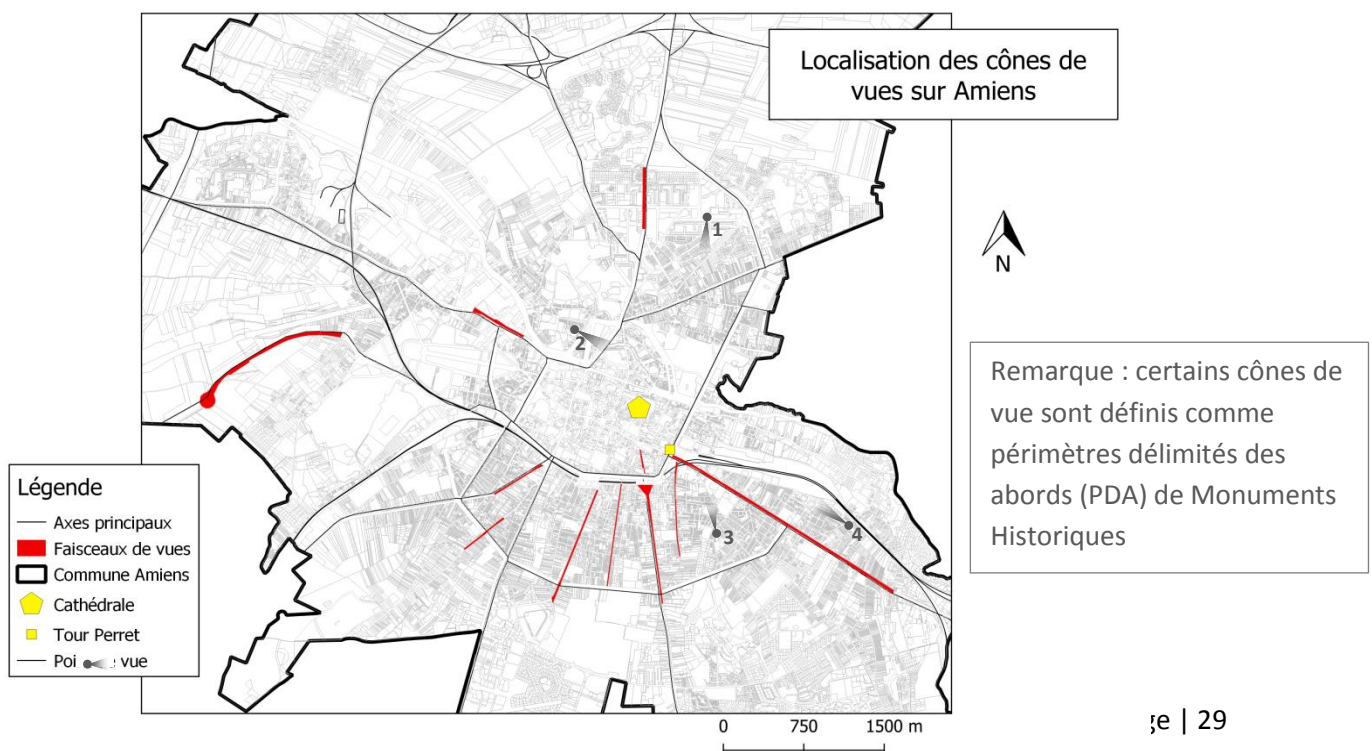 Localisation des cônes de
vues sur Amiens
1
2
N
Remarque : certains cônes de
vue sont définis comme
périmètres délimités des
abords (PDA) de Monuments
Historiques
Légende
Axes principaux
Faisceaux de vues
Commune Amiens
Cathédrale
Tour Perret
Poi vue
3
4
0 750 1500 m
ge | 29